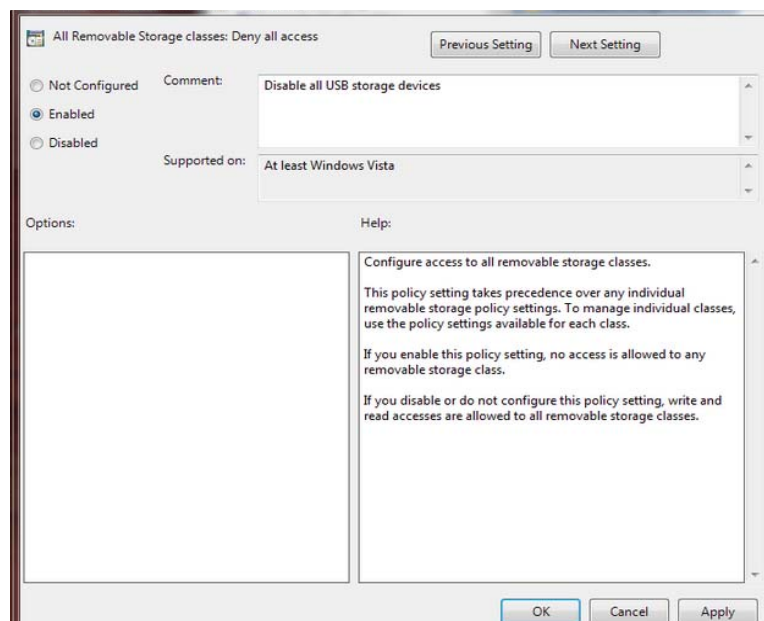 All Removable Storage classes: Deny all access
Previous Setting
Next Setting
Not Configured
Comment:
Disable all USB storage devices
Enabled
Disabled
Supported on:
At least Windows Vista
Options:
Help:
Configure access to all removable storage classes.
This policy setting takes precedence over any individual
removable storage policy settings. To manage individual classes,
use the policy settings available for each class.
If you enable this policy setting, no access is allowed to any
removable storage class.
If you disable or do not configure this policy setting, write and
read accesses are allowed to all removable storage classes.
OK
Cancel
Apply